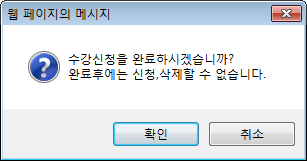 웹 페이지의 메시지
수강신청을 완료하시겠습니까?
완료후에는 신청,삭제할 수 없습니다.
확인
취소